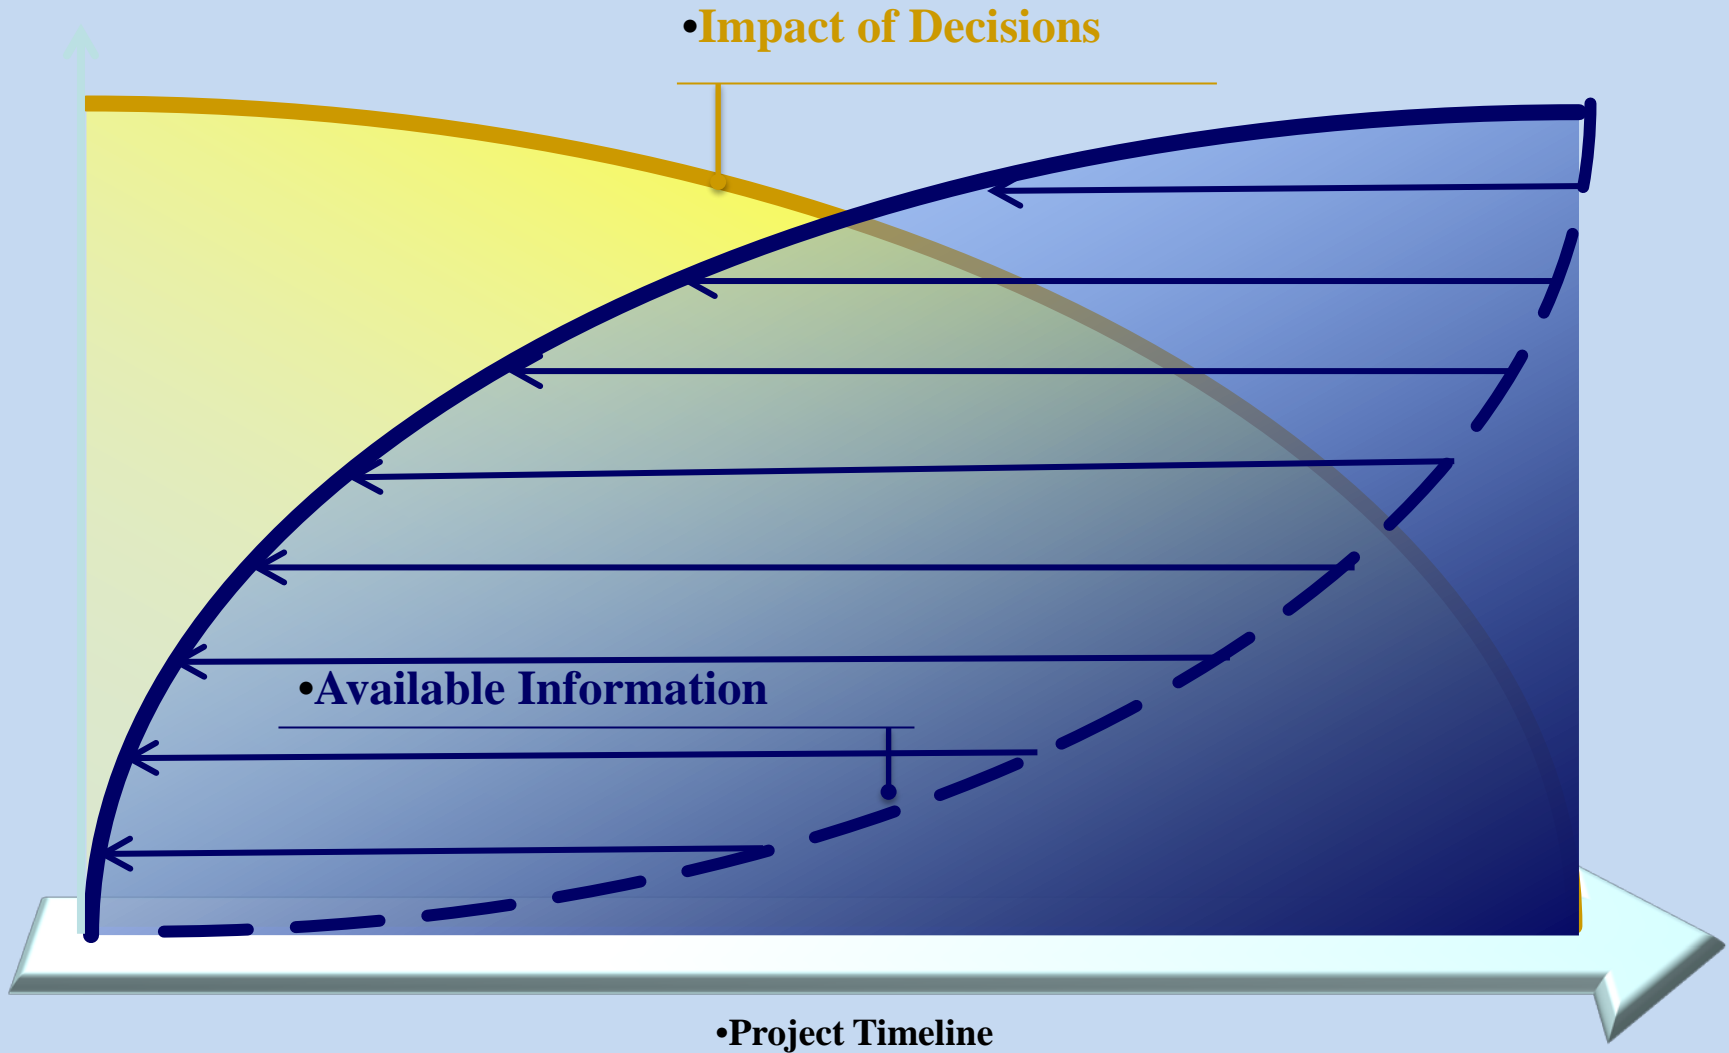 •Impact of Decisions
•Available Information
•Project Timeline